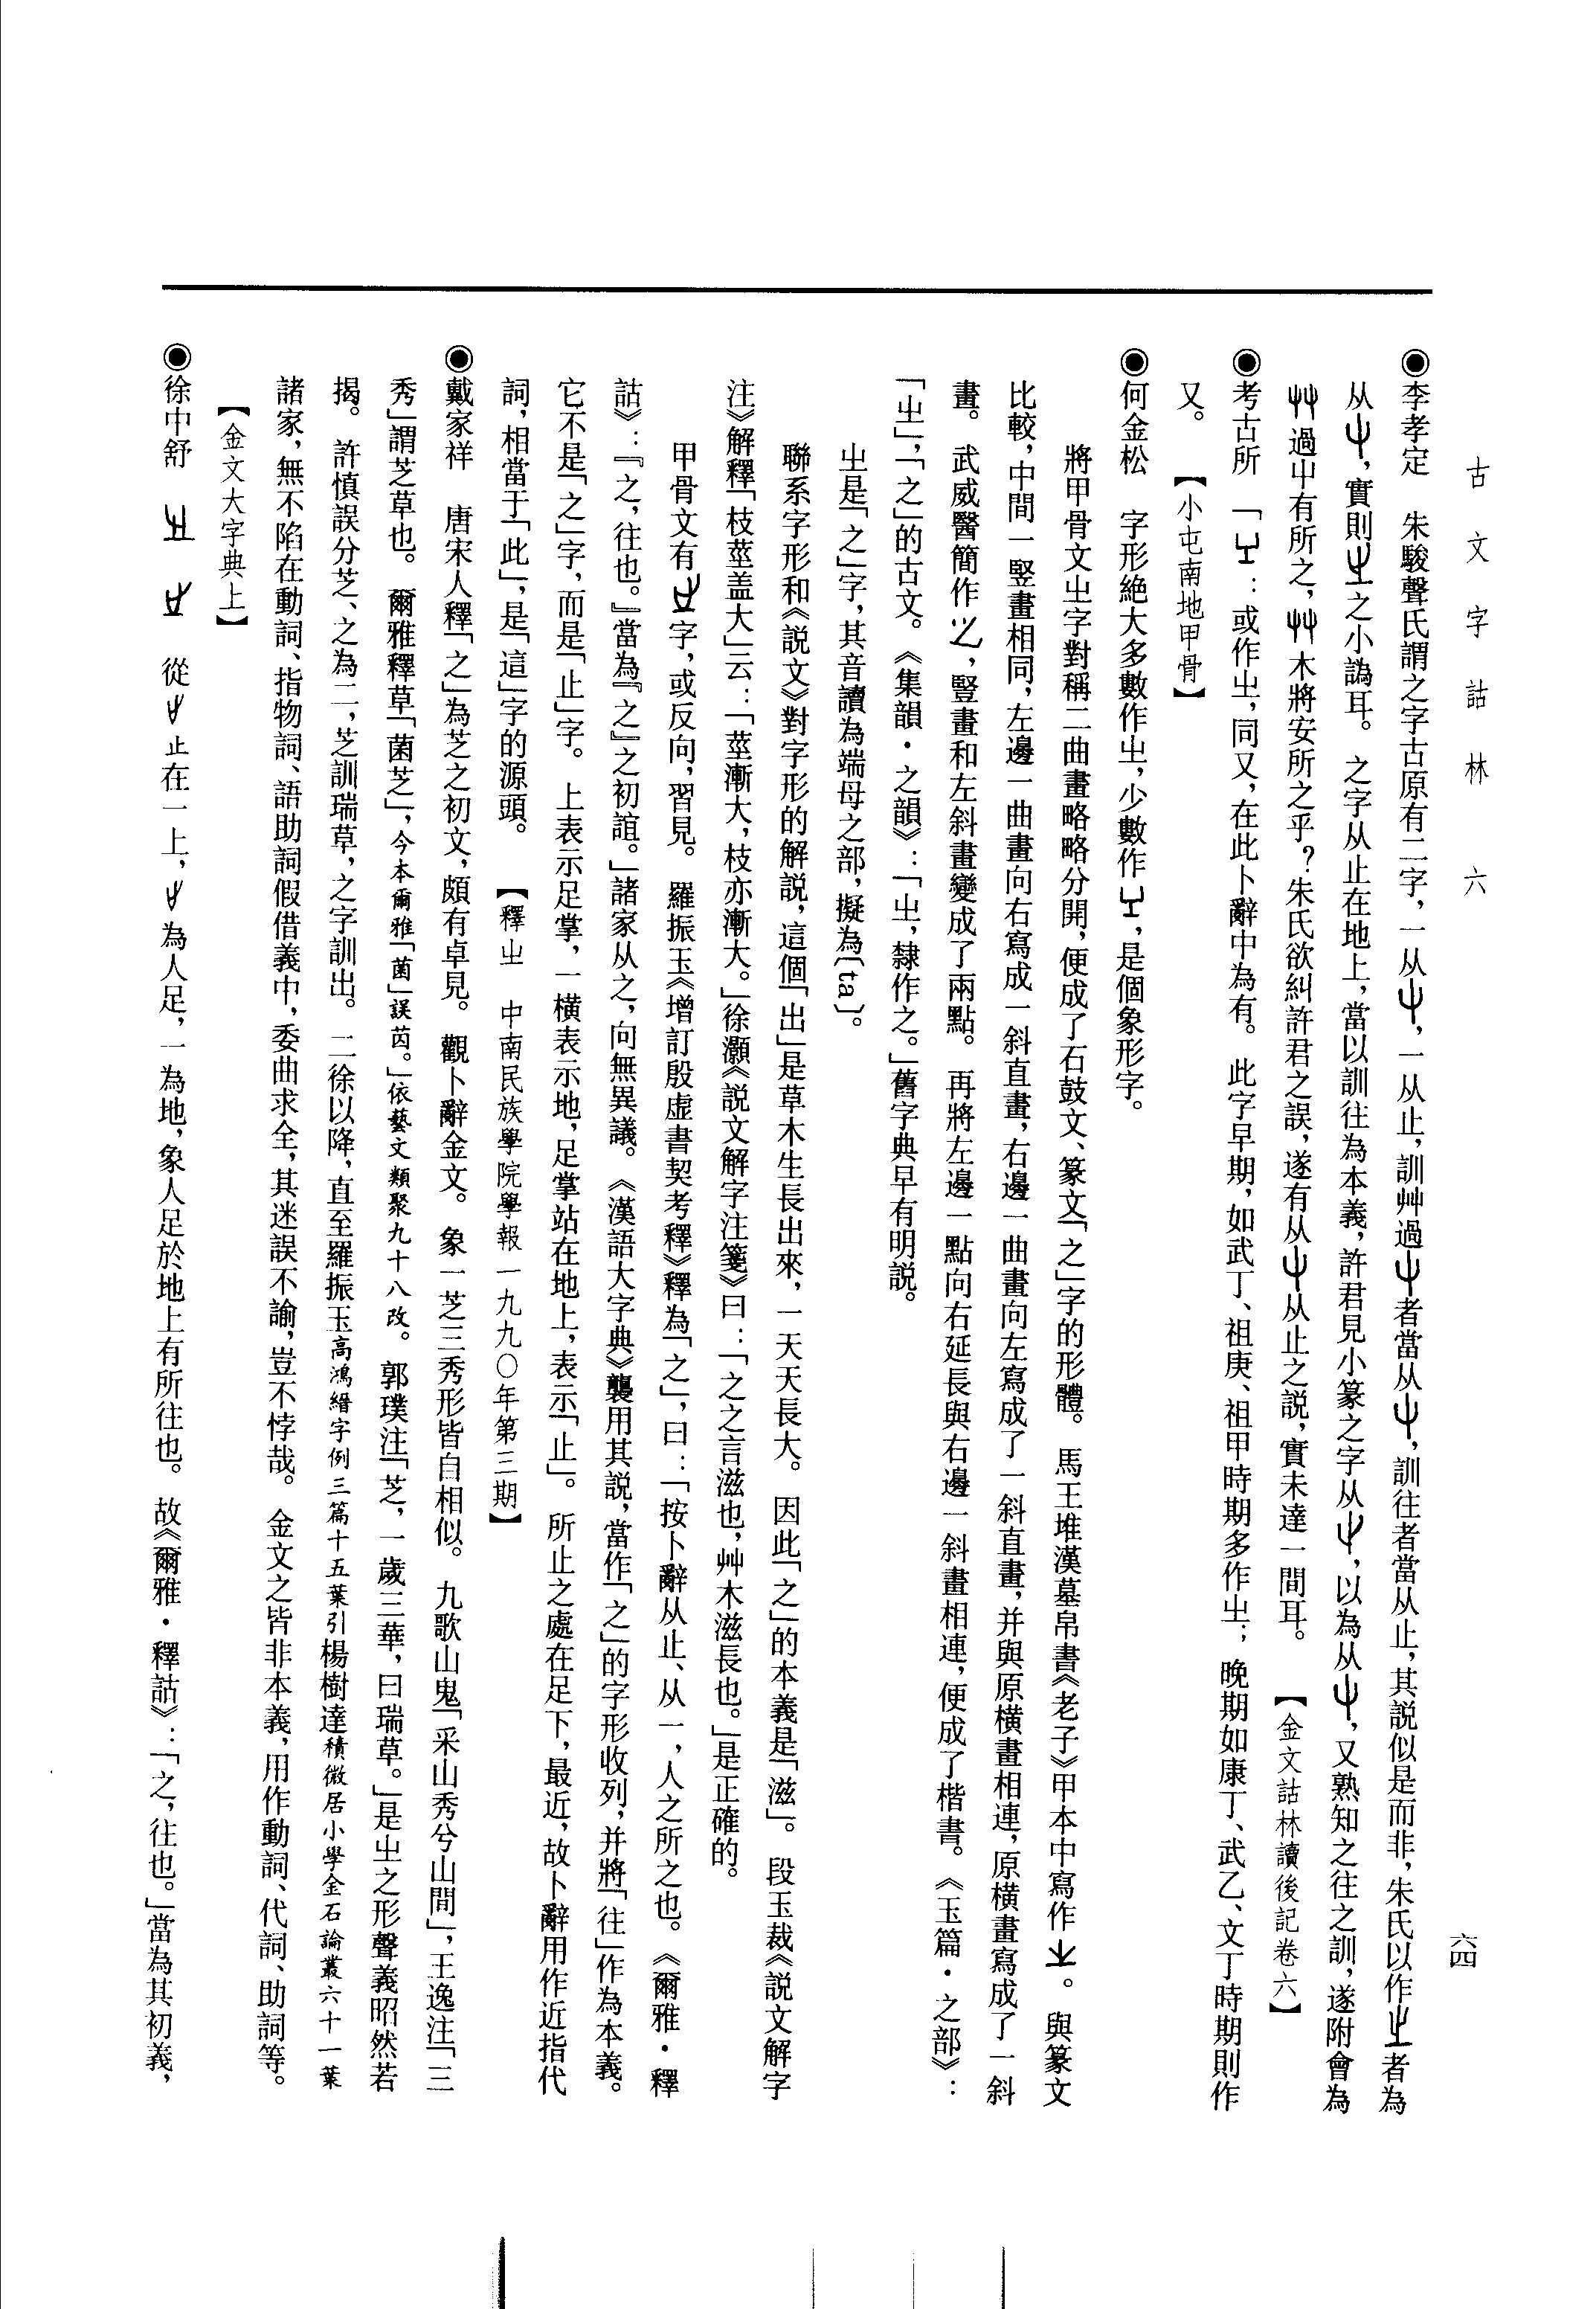 古文字詁林 六
六四
◉李孝定 朱駿聲氏謂之字古原有二字，一从，一从止，訓艸過者當从，訓往者當从止，其説似是而非，朱氏以作者為
从，實則之小譌耳。之字从止在地上，當以訓往為本義，許君見小篆之字从，以為从，又熟知之往之訓，遂附會為
過屮有所之，木將安所之乎？朱氏欲糾許君之誤，遂有从从止之説，實未達一間耳。【金文詁林讀後記卷六】
◉考古所 「：或作㞢，同又，在此卜辭中為有。此字早期，如武丁、祖庚、祖甲時期多作㞢；晚期如康丁、武乙、文丁時期則作
又。【小屯南地甲骨】
◉何金松 字形絶大多數作㞢，少數作，是個象形字。
將甲骨文㞢字對稱二曲畫略略分開，便成了石鼓文、篆文「之」字的形體。馬王堆漢墓帛書《老子》甲本中寫作。與篆文
比較，中間一竪畫相同，左邊一曲畫向右寫成一斜直畫，右邊一曲畫向左寫成了一斜直畫，并與原橫畫相連，原橫畫寫成了一斜
畫。武威醫簡作，豎畫和左斜畫變成了兩點。再將左邊一點向右延長與右邊一斜畫相連，便成了楷書。《玉篇·之部》：
「㞢」，「之」的古文。《集韻·之韻》：「㞢，隸作之。」舊字典早有明説。
㞢是「之」字，其音讀為端母之部，擬為〔ta〕。
聯系字形和《説文》對字形的解説，這個「出」是草木生長出來，一天天長大。因此「之」的本義是「滋」。段玉裁《説文解字
注》解釋「枝莖盖大」云：「莖漸大，枝亦漸大。」徐灝《説文解字注箋》曰：「之之言滋也，艸木滋長也。」是正確的。
甲骨文有字，或反向，習見。羅振玉《增訂殷虛書契考釋》釋為「之」，曰：「按卜辭从止、从一，人之所之也。《爾雅·釋
詁》：『之，往也。』當為『之』之初誼。」諸家从之，向無異議。《漢語大字典》襲用其説，當作「之」的字形收列，并將「往」作為本義。
它不是「之」字，而是「止」字。上表示足掌，一橫表示地，足掌站在地上，表示「止」。所止之處在足下，最近，故卜辭用作近指代
詞，相當于「此」，是「這」字的源頭。【釋㞢 中南民族學院學報一九九〇年第三期】
◉戴家祥 唐宋人釋「之」為芝之初文，頗有卓見。觀卜辭金文。象一芝三秀形皆自相似。九歌山鬼「采山秀兮山間」，王逸注「三
秀」謂芝草也。爾雅釋草「菌芝」，今本爾雅「菌」誤茵。」依藝文類聚九十八改。郭璞注「芝，一歲三華，曰瑞草。」是㞢之形聲義昭然若
揭。許慎誤分芝、之為二，芝訓瑞草，之字訓出。二徐以降，直至羅振玉高鴻縉字例三篇十五葉引楊樹達積微居小學金石論叢六十一葉
諸家，無不陷在動詞、指物詞、語助詞假借義中，委曲求全，其迷誤不諭，豈不悖哉。金文之皆非本義，用作動詞、代詞、助詞等。
【金文大字典上】
◉徐中舒 從止在一上，為人足，一為地，象人足於地上有所往也。故《爾雅·釋詁》：「之，往也。」當為其初義，